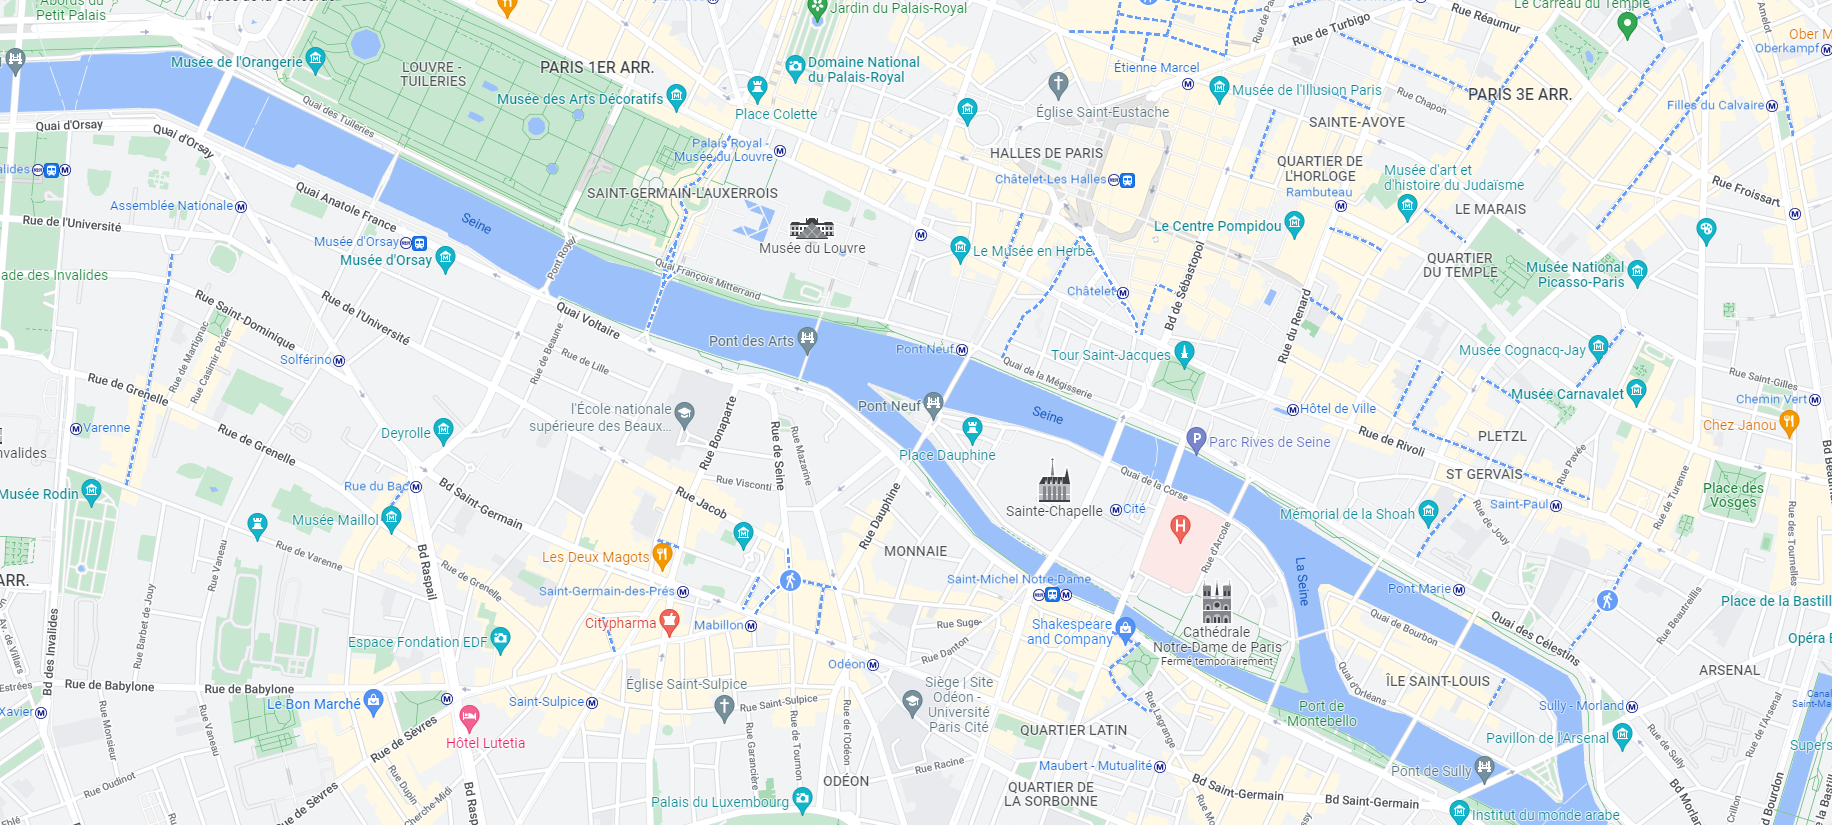 Abords du
Petit Palais
Jardin du Palais-Royal
Rue Réaumur
Le Carreau du Temple
Rue de Turbigo
Ober M
Oberkampf
Musée de l'Orangerie
LOUVRE -
TUILERIES
PARIS 1ER ARR.
Domaine National
du Palais-Royal
Étienne Marcel
Musée des Arts Décoratifs
Place Colette
Église Saint-Eustache
Musée de l'Illusion Paris
Rue Chapon
PARIS 3E ARR.
Filles du Calvaire
Quai des Tuileries
Quai d'Orsay
Quai d'Orsay
SAINTE-AVOYE
Palais Royal -
Musée du Louvre
HALLES DE PARIS
QUARTIER DE
L'HORLOGE
Rambuteau
Musée d'art et
d'histoire du Judaïsme
Châtelet-Les Halles
alides
SAINT-GERMAIN-L'AUXERROIS
Rue Froissart
LE MARAIS
Assemblée Nationale
Quai Anatole France
Seine
Rue de l'Université
Le Centre Pompidou
Musée d'Orsay
Musée d'Orsay
Pont Royal
Musée du Louvre
Le Musée en Herbe
QUARTIER
DU TEMPLE
Musée National
Picasso-Paris
ade des Invalides
Quai François Mitterrand
Châtelet
Bd de Sébastopol
Rue du Renard
Rue Saint-Dominique
Rue de l'Université
Quai Voltaire
Pont des Arts
Pont Neuf
Tour Saint-Jacques
Musée Cognacq-Jay
Rue de Martignac
Rue Casimir Périer
Solférino
Rue de Beaune
Rue de Lille
Quai de la Mégisserie
Rue Saint-Gilles
Rue de Grenelle
Musée Carnavalet
Chemin Vert
l'École nationale
supérieure des Beaux...
Pont Neuf
Seine
Hôtel de Ville
Chez Janou
Varenne
Rue de Grenelle
Deyrolle
Rue Bonaparte
Rue de Seine
Rue Mazarine
Place Dauphine
Parc Rives de Seine
Rue de Rivoli
PLETZL
nvalides
Bd Saint-Germain
Rue Visconti
Quai de la Corse
ST GERVAIS
Rue Pavée
Rue de Turenne
Place des
Vosges
Musée Rodin
Rue du Bac
Rue Jacob
Rue Dauphine
Sainte-Chapelle
Cité
Mémorial de la Shoah
Saint-Paul
Rue de Jouy
Rue des Tournelles
Musée Maillol
Rue de Varenne
Rue Vaneau
Rue d'Arcole
Les Deux Magots
MONNAIE
Bd Raspail
Rue de Grenelle
ARR.
Saint-Germain-des-Prés
Saint-Michel Notre-Dame
La Seine
Pont Marie
Place de la Bastill
Rue Barbet de Jouy
Bd des Invalides
Av. de Villars
Citypharma
Mabillon
Rue Suger
Shakespeare
and Company
Cathédrale
Notre-Dame de Paris
Fermé temporairement
Quai de Bourbon
Quai des Célestins
Rue Beautreillis
Opéra B
Espace Fondation EDF
Rue Danton
Odéon
ARSENAL
Estrées
Rue de Babylone
Rue de Babylone
Église Saint-Sulpice
Siège | Site
Odéon -
Université
Paris Cité
Quai d'Orléans
ÎLE SAINT-LOUIS
Le Bon Marché
Saint-Sulpice
Rue Saint-Sulpice
Xavier
Rue Monsieur
Rue Vaneau
Rue de Sèvres
Hôtel Lutetia
Rue Garancière
Rue de Tournon
Rue de l'Odéon
QUARTIER LATIN
Rue Lagrange
Port de
Montebello
Sully - Morland
Canal
Saint-Ma
Pavillon de l'Arsenal
Rue de Sully
Rue de l'Arsenal
Supers
Rue Racine
Maubert - Mutualité
Pont de Sully
Rue Oudinot
Rue de Sèvres
Rue Dupin
Cherche-Midi
Bd Rasp
ODÉON
QUARTIER DE
LA SORBONNE
Bd Saint-Germain
Bd Saint-Germain
Palais du Luxembourg
Institut du monde arabe
Bd Morlan
Crillon
Bourdon